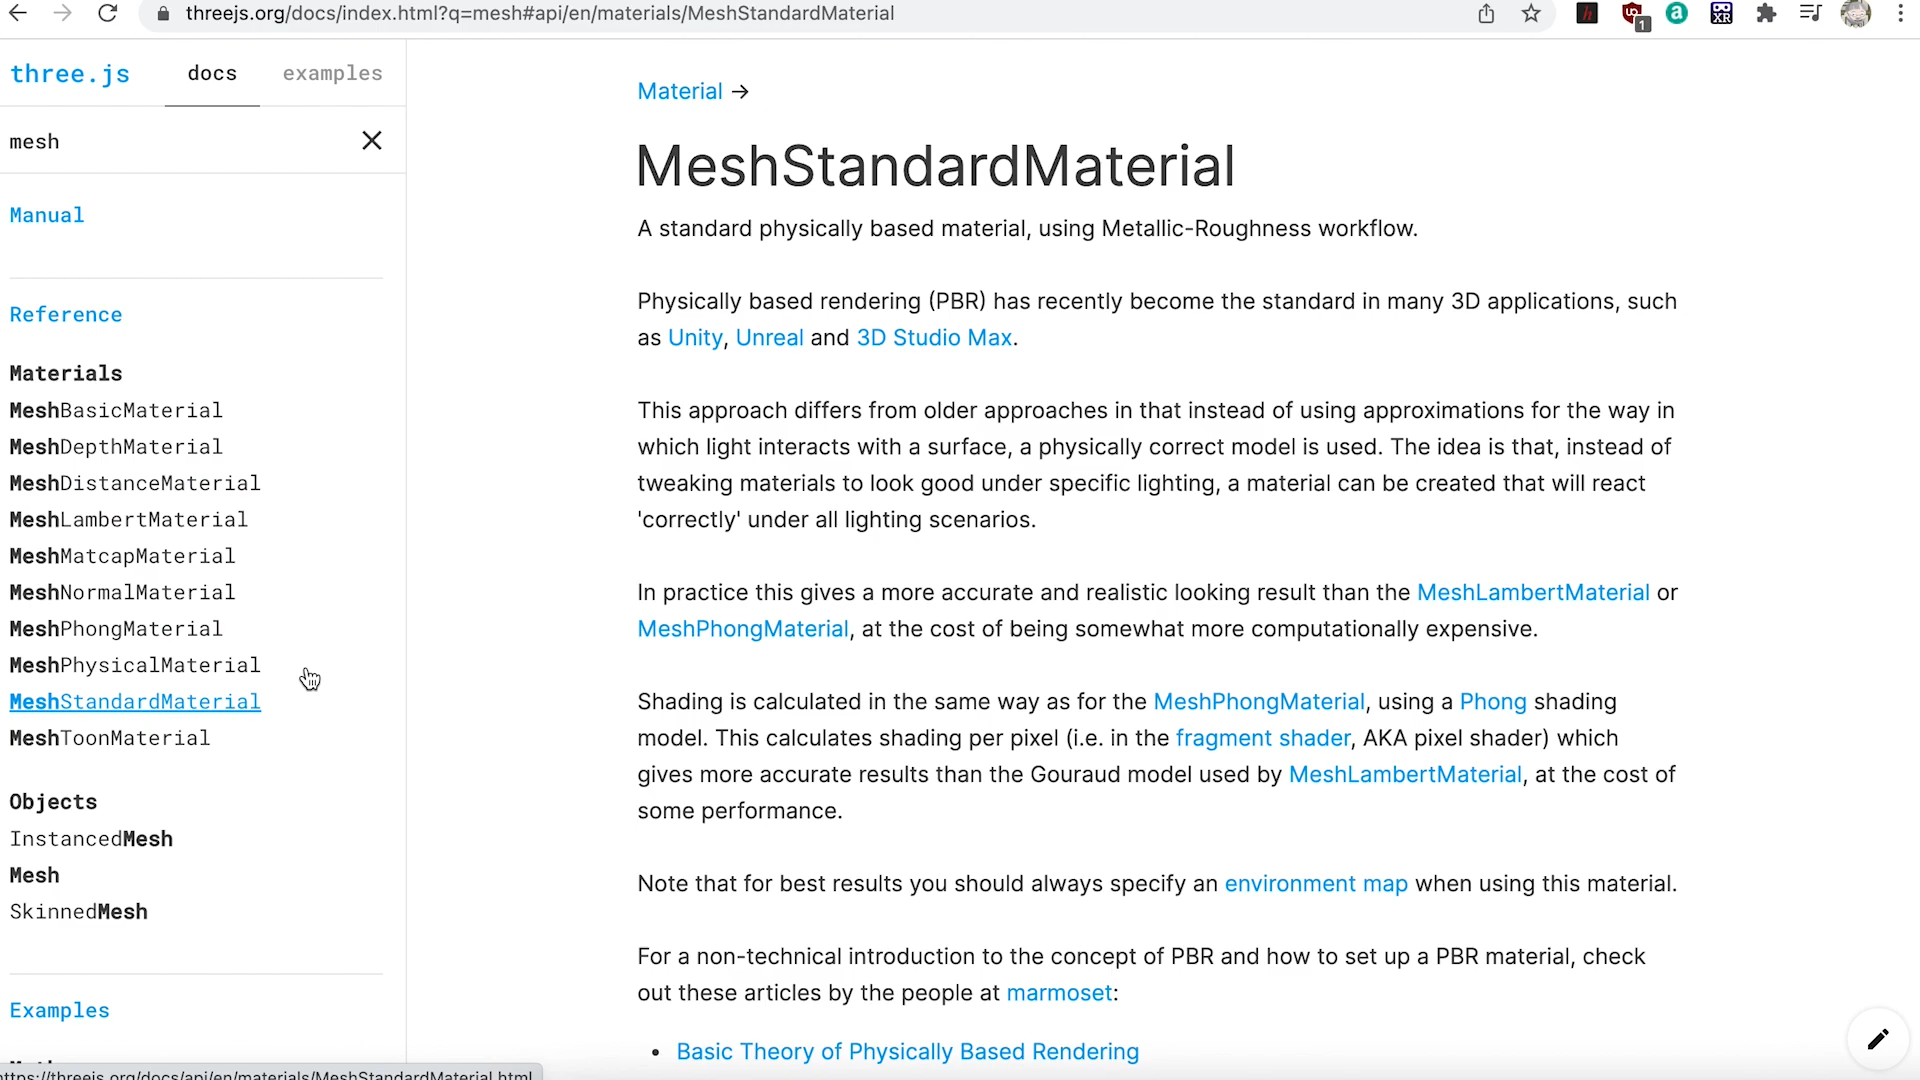 threejs.org/docs/index.html?q=mesh#api/en/materials/MeshStandardMaterial
1
XR
three.js docs examples
mesh
Manual
Reference
Materials
MeshBasicMaterial
MeshDepthMaterial
MeshDistanceMaterial
MeshLambertMaterial
MeshMatcapMaterial
MeshNormalMaterial
MeshPhongMaterial
MeshPhysicalMaterial
MeshStandardMaterial
MeshToonMaterial
Objects
InstancedMesh
Mesh
SkinnedMesh
Examples
https://threejs.org/docs/api/en/materials/MeshStandardMaterial.html
Material →
MeshStandardMaterial
A standard physically based material, using Metallic-Roughness workflow.
Physically based rendering (PBR) has recently become the standard in many 3D applications, such
as Unity, Unreal and 3D Studio Max.
This approach differs from older approaches in that instead of using approximations for the way in
which light interacts with a surface, a physically correct model is used. The idea is that, instead of
tweaking materials to look good under specific lighting, a material can be created that will react
'correctly' under all lighting scenarios.
In practice this gives a more accurate and realistic looking result than the MeshLambertMaterial or
MeshPhongMaterial, at the cost of being somewhat more computationally expensive.
Shading is calculated in the same way as for the MeshPhongMaterial, using a Phong shading
model. This calculates shading per pixel (i.e. in the fragment shader, AKA pixel shader) which
gives more accurate results than the Gouraud model used by MeshLambertMaterial, at the cost of
some performance.
Note that for best results you should always specify an environment map when using this material.
For a non-technical introduction to the concept of PBR and how to set up a PBR material, check
out these articles by the people at marmoset:
• Basic Theory of Physically Based Rendering